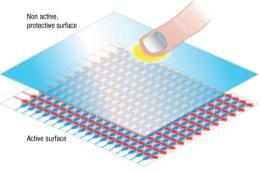 Non active,
protective surface
Active surface